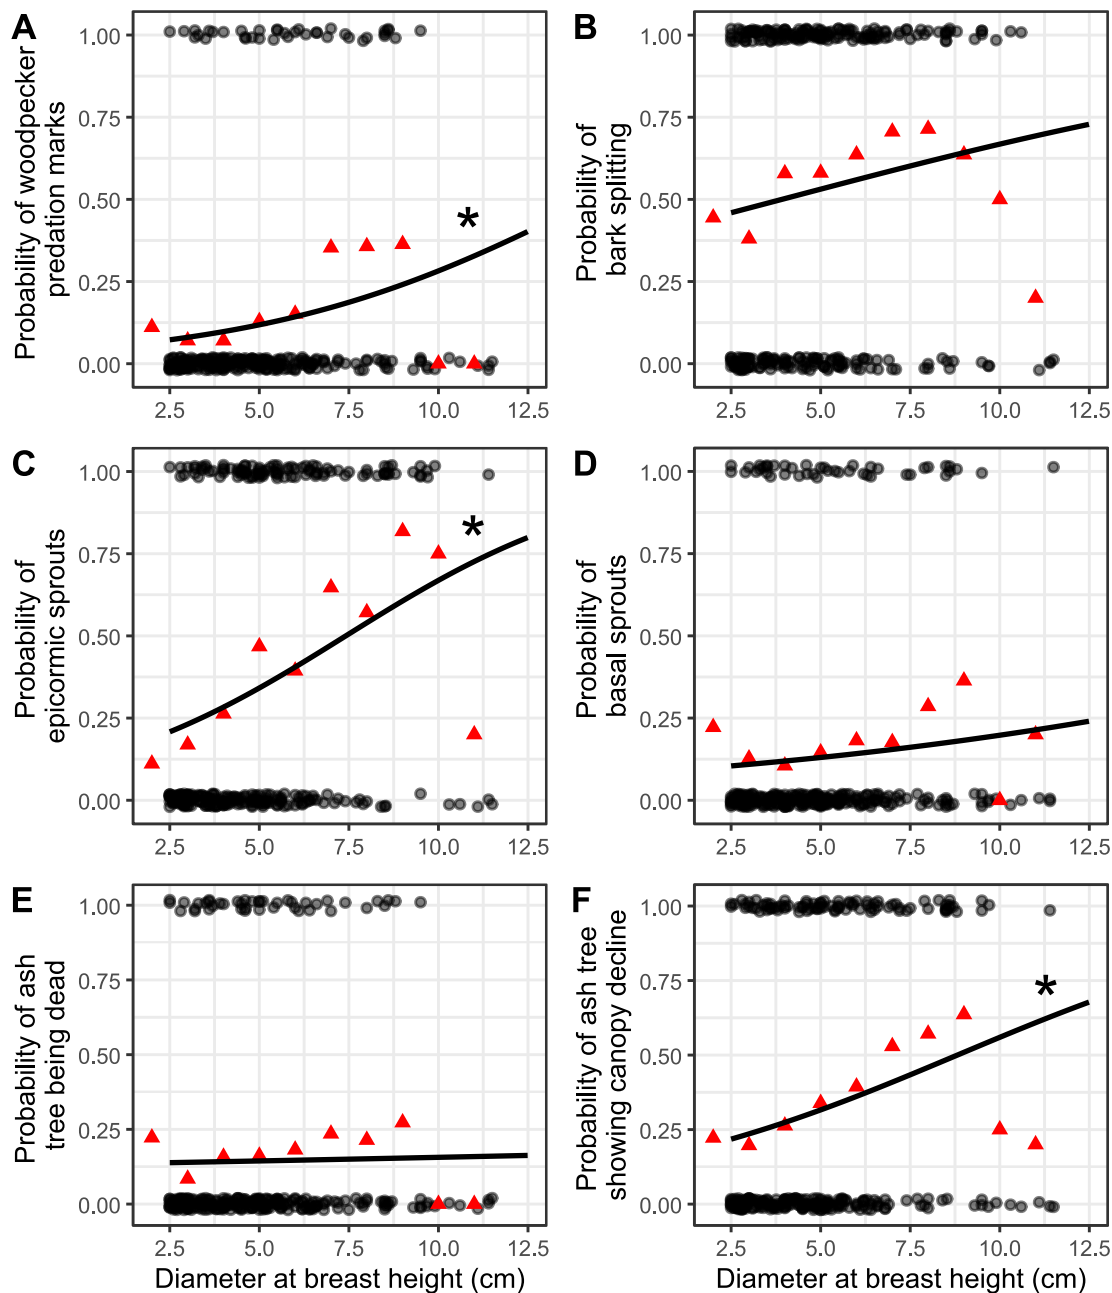 A
Probability of woodpecker
predation marks
1.00
0.75
0.50
0.25
0.00
*
2.5 5.0 7.5 10.0 12.5
B
Probability of
bark splitting
1.00
0.75
0.50
0.25
0.00
2.5 5.0 7.5 10.0 12.5
C
Probability of
epicormic sprouts
1.00
0.75
0.50
0.25
0.00
*
2.5 5.0 7.5 10.0 12.5
D
Probability of
basal sprouts
1.00
0.75
0.50
0.25
0.00
2.5 5.0 7.5 10.0 12.5
E
Probability of ash
tree being dead
1.00
0.75
0.50
0.25
0.00
2.5 5.0 7.5 10.0 12.5
Diameter at breast height (cm)
F
Probability of ash tree
showing canopy decline
1.00
0.75
0.50
0.25
0.00
*
2.5 5.0 7.5 10.0 12.5
Diameter at breast height (cm)